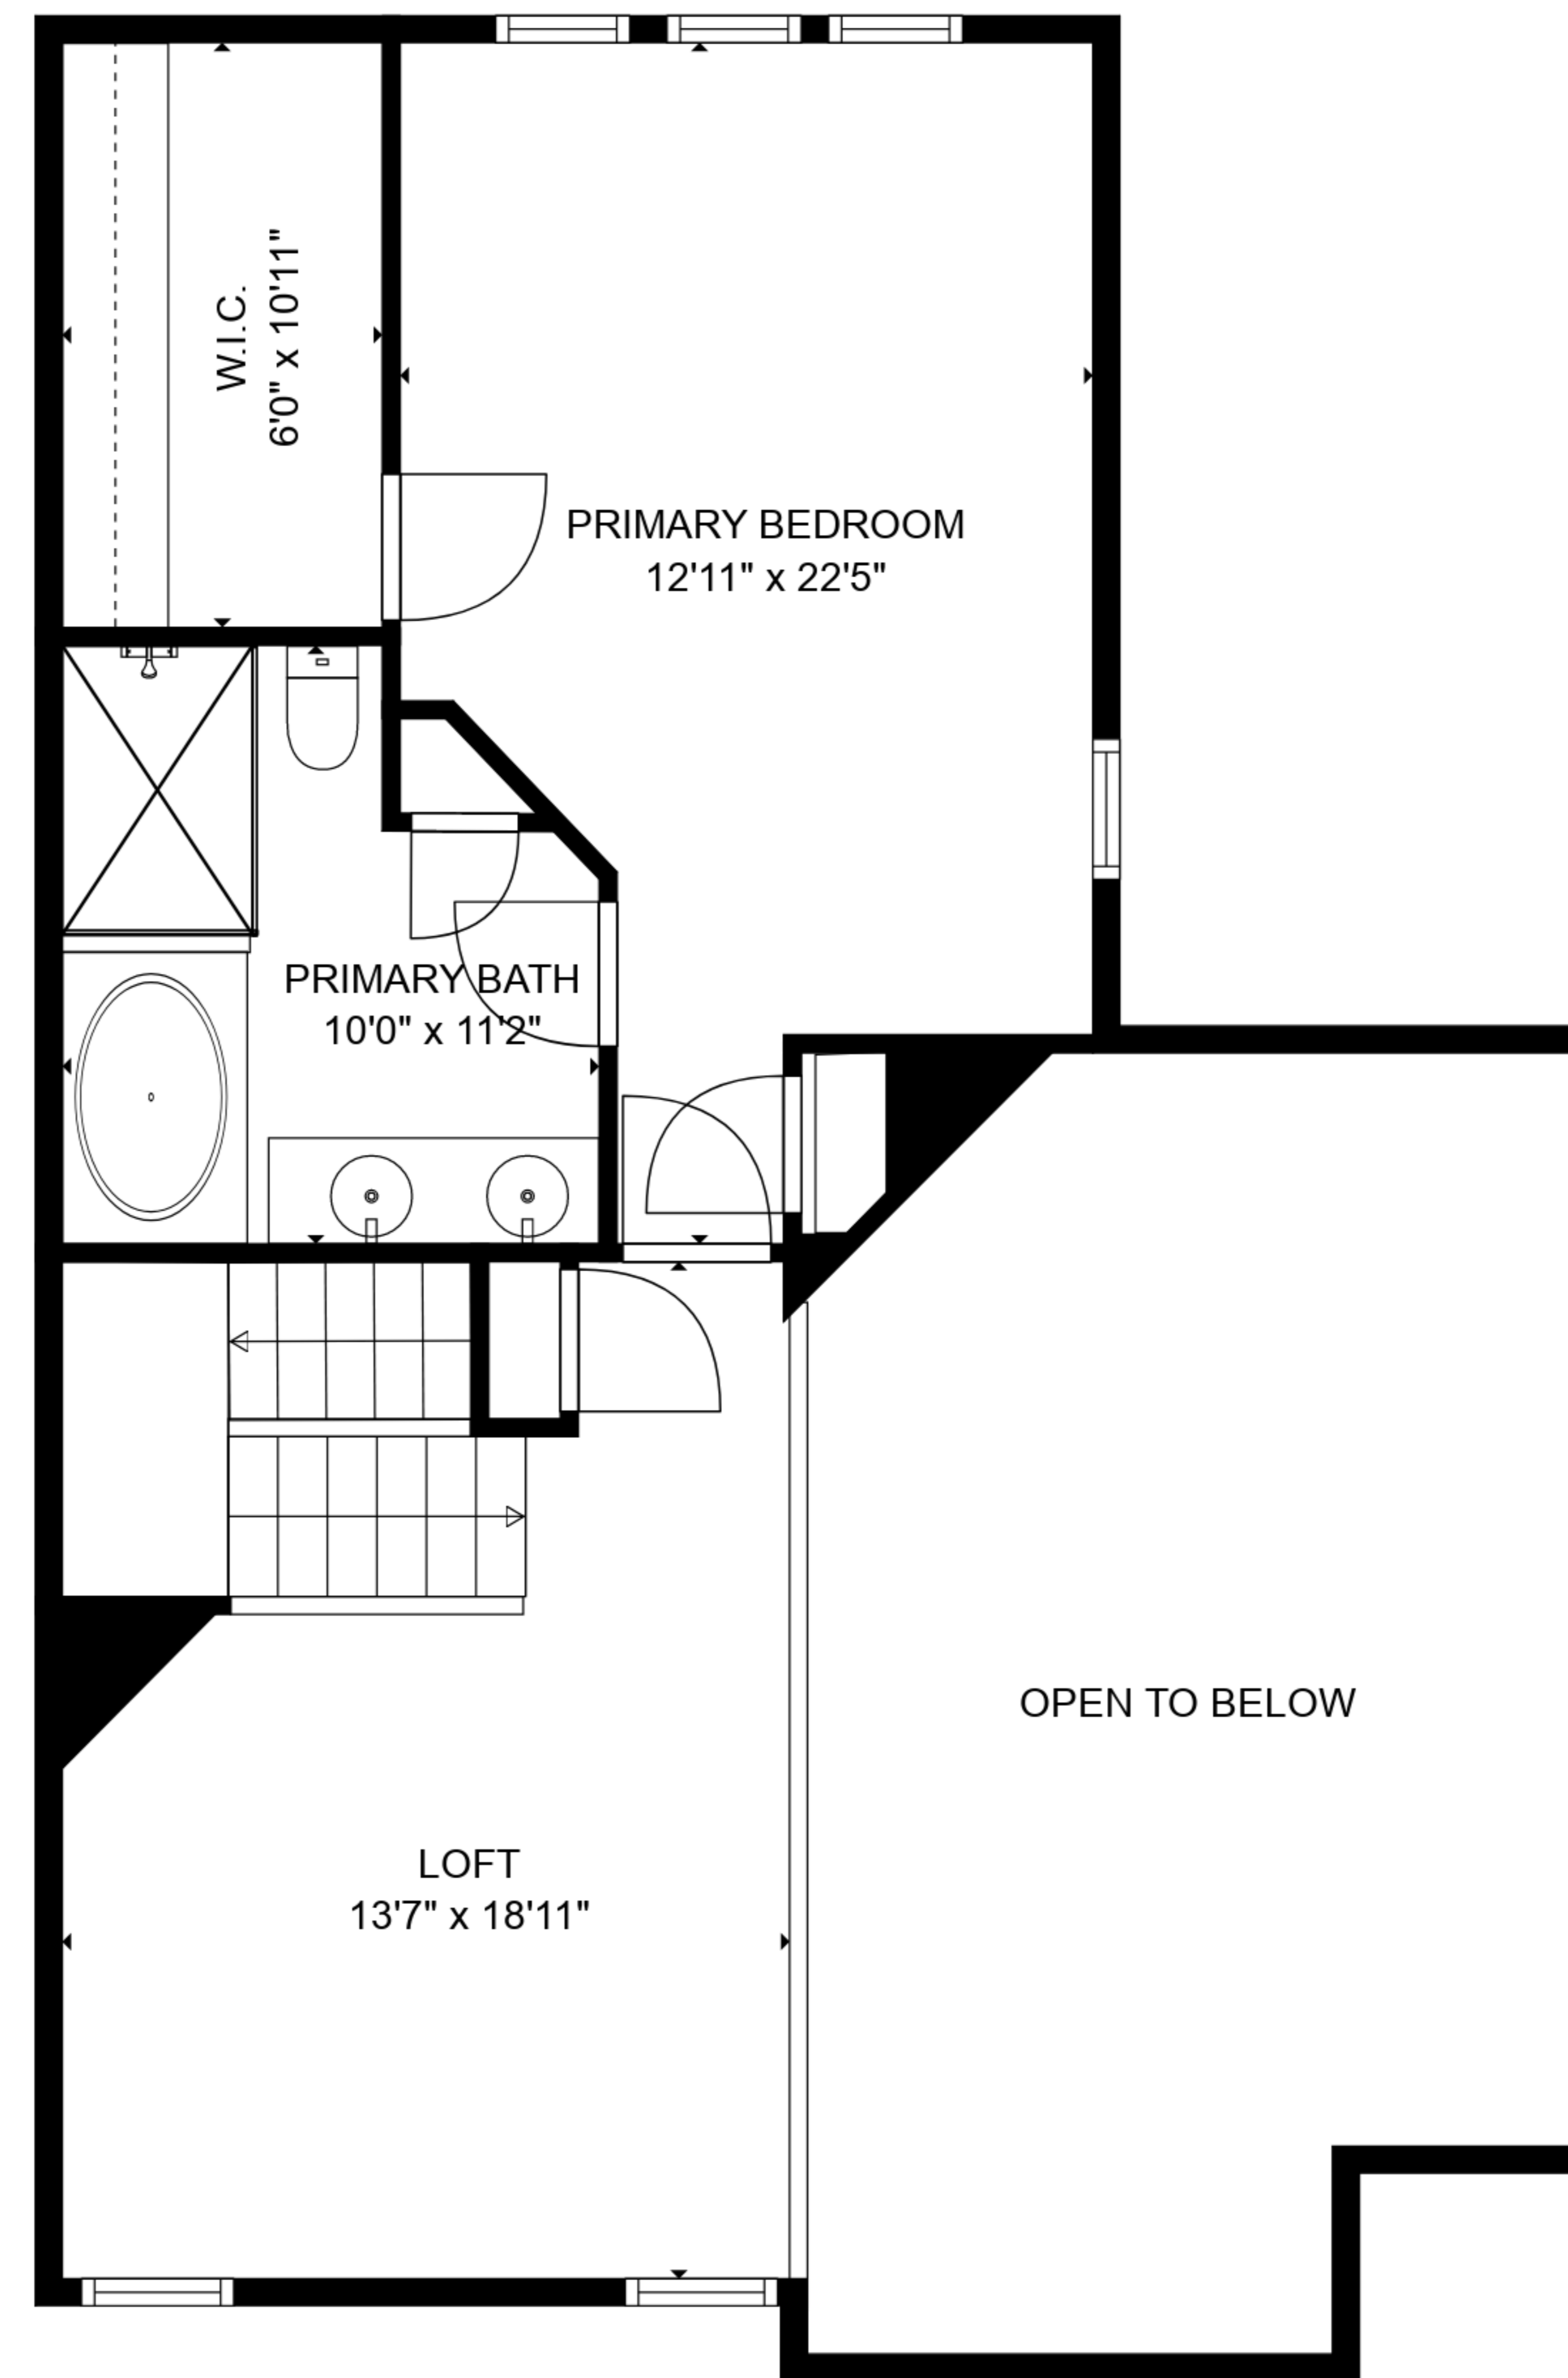 W.I.C.
6'0" x 10'11"
PRIMARY BEDROOM
12'11" x 22'5"
PRIMARY BATH
10'0" x 11'2"
OPEN TO BELOW
LOFT
13'7" x 18'11"